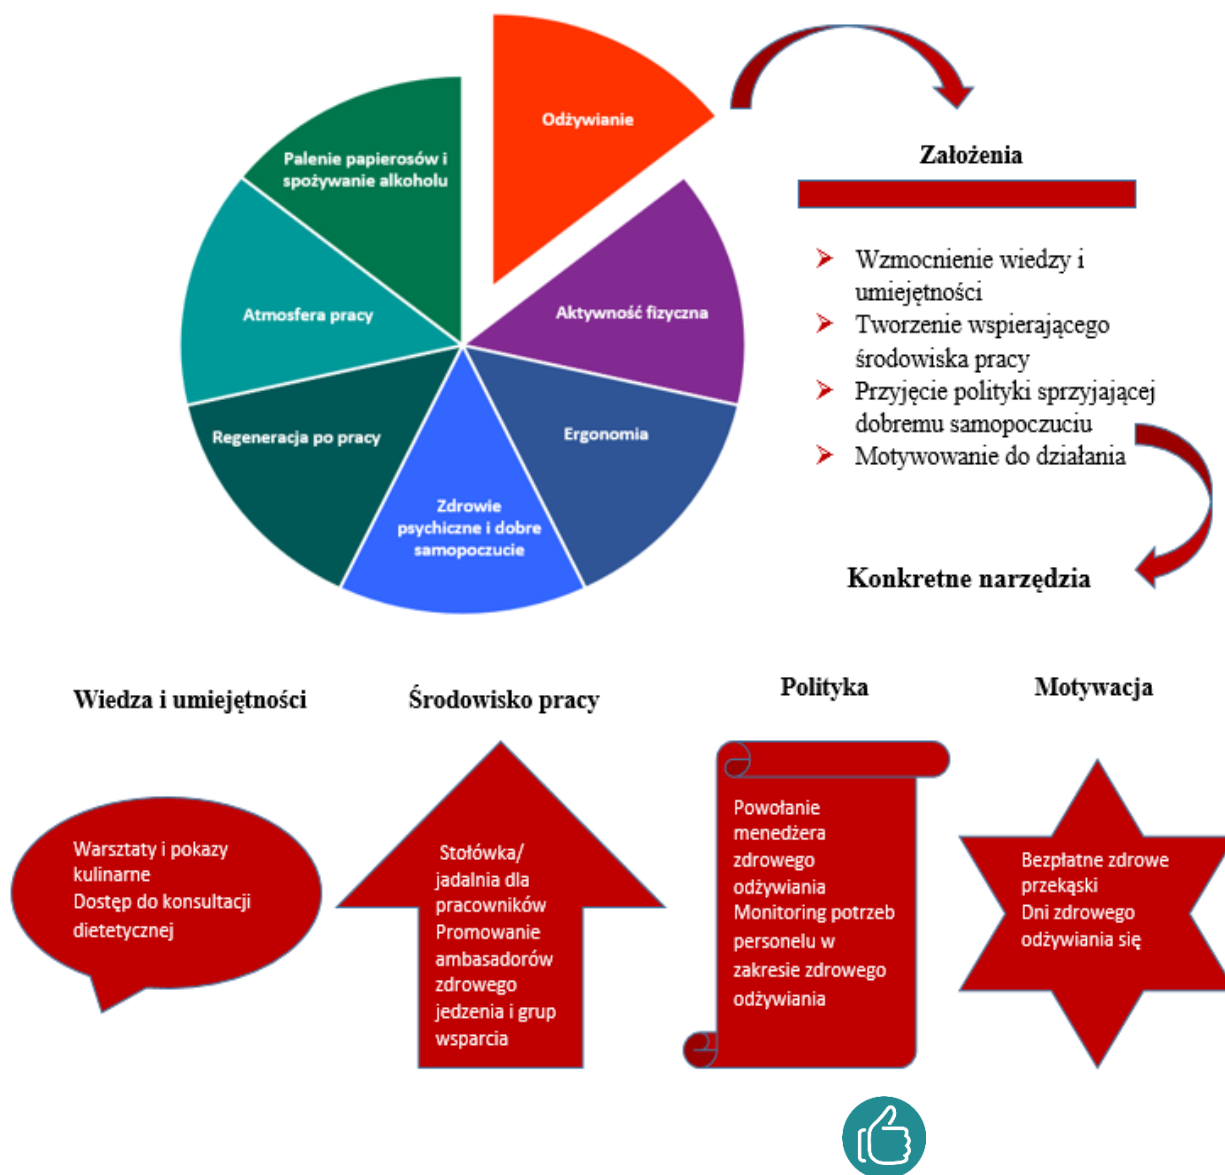 Odżywianie
Palenie papierosów i
spożywanie alkoholu
Aktywność fizyczna
Atmosfera pracy
Ergonomia
Regeneracja po pracy
Zdrowie
psychiczne i dobre
samopoczucie
Założenia
Wzmocnienie wiedzy i
umiejętności
Tworzenie wspierającego
środowiska pracy
Przyjęcie polityki sprzyjającej
dobremu samopoczuciu
Motywowanie do działania
Konkretne narzędzia
Wiedza i umiejętności
Warsztaty i pokazy
kulinarne
Dostęp do konsultacji
dietetycznej
Środowisko pracy
Stołówka/
jadalnia dla
pracowników
Promowanie
ambasadorów
zdrowego
jedzenia i grup
wsparcia
Polityka
Powołanie
menedżera
zdrowego
odżywiania
Monitoring potrzeb
personelu w
zakresie zdrowego
odżywiania
Motywacja
Bezpłatne zdrowe
przekąski
Dni zdrowego
odżywiania się